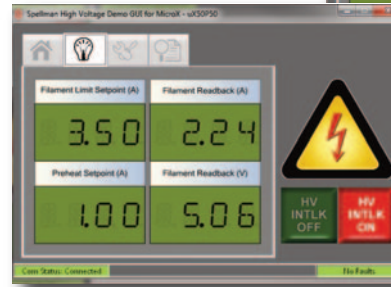 Spellman High Voltage Demo GUI for MicroX - uX50P50
Filament Limit Setpoint (A) Filament Readback (A)
3.50 2.24
Preheat Setpoint (A) Filament Readback (V)
1.00 5.06
HV INTLK OFF
HV INTLK ON
Com Status: Connected No Faults